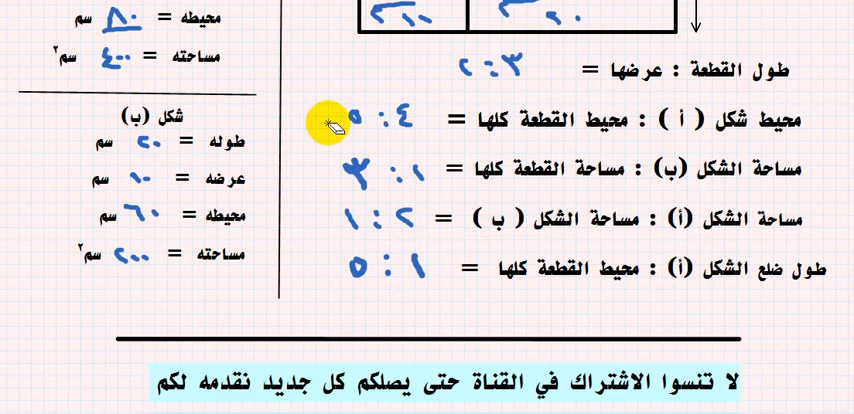 طول القطعة : عرضها = ٣ : ٢
محيط شكل ( أ ) : محيط القطعة كلها = ٤ : ٥
مساحة الشكل (ب) : مساحة القطعة كلها = ١ : ٣
مساحة الشكل (أ) : مساحة الشكل ( ب ) = ٢ : ١
طول ضلع الشكل (أ) : محيط القطعة كلها = ١ : ٥
محيطه = ٨٠ سم
مساحته = ٤٠٠ سم٢
شكل (ب)
طوله = ٢٠ سم
عرضه = ١٠ سم
محيطه = ٦٠ سم
مساحته = ٢٠٠ سم٢
لا تنسوا الاشتراك في القناة حتى يصلكم كل جديد نقدمه لكم